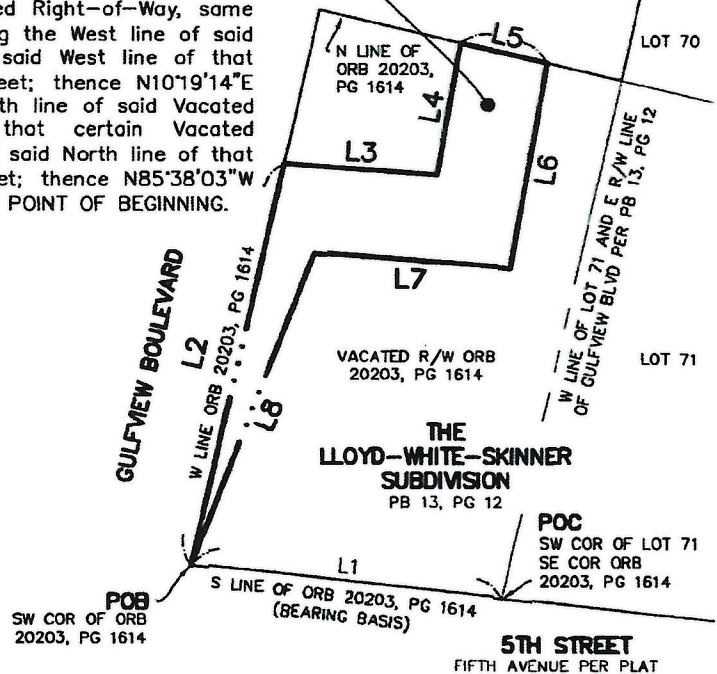 ed Right-of-Way, same
g the West line of said
said West line of that
eet; thence N10°19'14"E
th line of said Vacated
that certain Vacated
said North line of that
et; thence N85°38'03"W
POINT OF BEGINNING.
N LINE OF
ORB 20203,
PG 1614
L5
LOT 70
L4
L3
L6
W LINE OF LOT 71 AND E R/W LINE
OF GULFVIEW BLVD PER PB 13, PG 12
L7
GULFVIEW BOULEVARD
L2
W LINE ORB 20203, PG 1614
L8
VACATED R/W ORB
20203, PG 1614
LOT 71
THE
LLOYD-WHITE-SKINNER
SUBDIVISION
PB 13, PG 12
POC
SW COR OF LOT 71
SE COR ORB
20203, PG 1614
L1
S LINE OF ORB 20203, PG 1614
(BEARING BASIS)
POB
SW COR OF ORB
20203, PG 1614
5TH STREET
FIFTH AVENUE PER PLAT